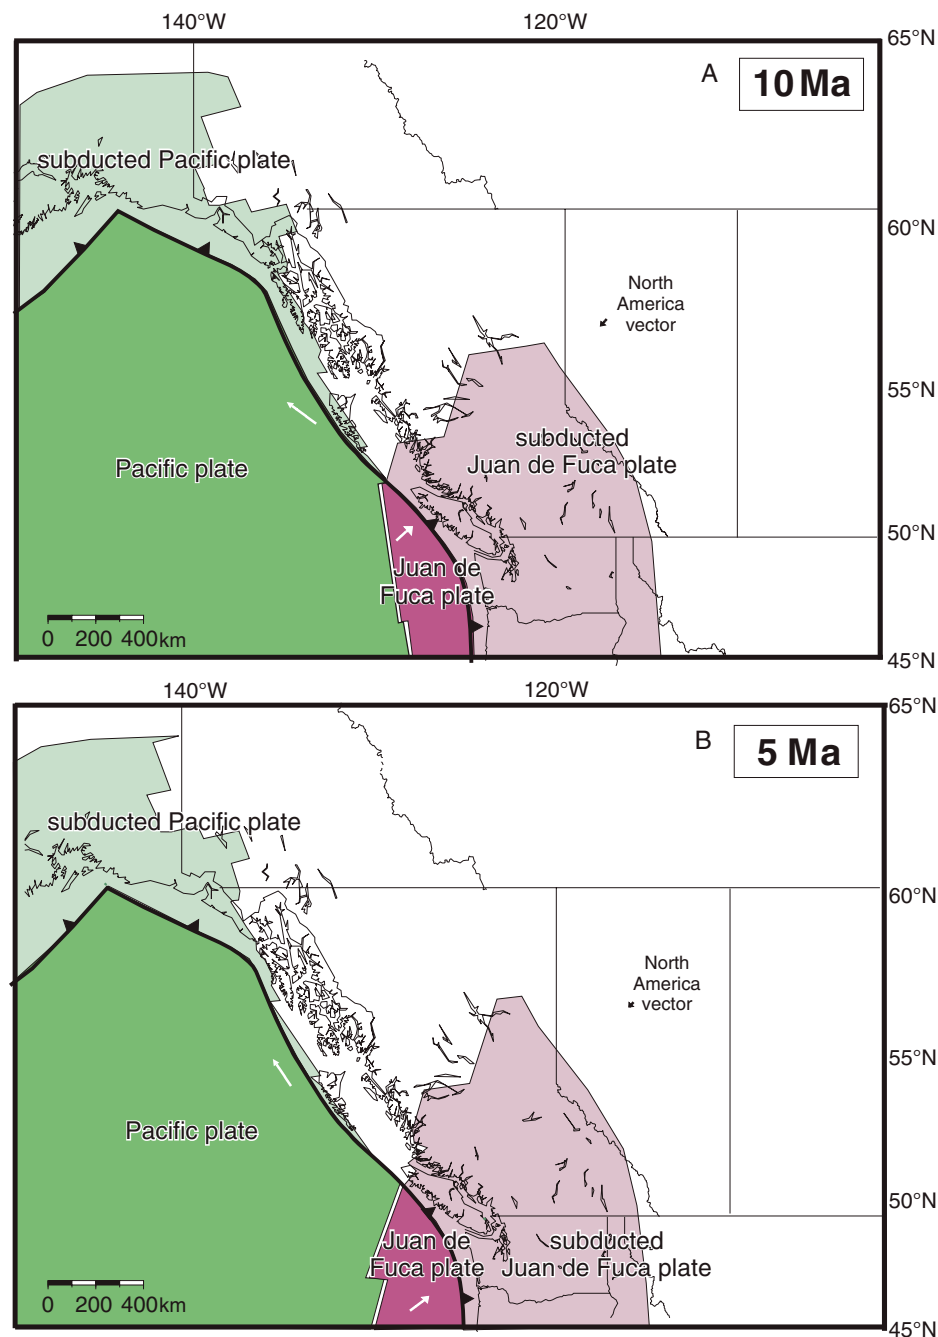 140°W 120°W
65°N
A 10 Ma
subducted Pacific plate
60°N
North
America
vector
55°N
subducted
Juan de Fuca plate
Pacific plate
50°N
Juan de
Fuca plate
0 200 400km
45°N
140°W 120°W
65°N
B 5 Ma
subducted Pacific plate
60°N
North
America
vector
55°N
Pacific plate
50°N
Juan de
Fuca plate
subducted
Juan de Fuca plate
0 200 400km
45°N